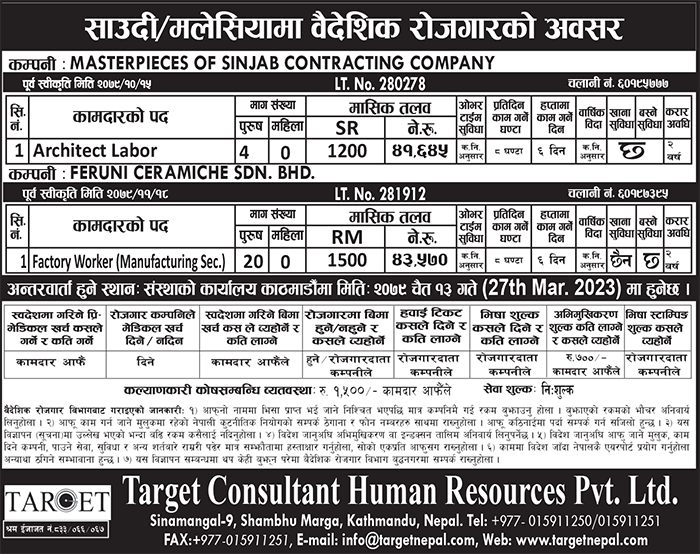 साउदी/मलेसियामा वैदेशिक रोजगारको अवसर
कम्पनी : MASTERPIECES OF SINJAB CONTRACTING COMPANY
पूर्व स्वीकृति मिति २०७९/१०/१५ LT. No. 280278 चलानी नं. ६०१९५७७७
सि. नं. कामदारको पद माग संख्या पुरुष महिला मासिक तलव SR ने.रु. ओभर टाईम सुविधा प्रतिदिन काम गर्ने घण्टा हप्तामा काम गर्ने दिन वार्षिक विदा खाना सुविधा बस्ने सुविधा करार अवधि
1 Architect Labor 4 0 1200 ४१,६४५ क.नि. अनुसार ८ घण्टा ६ दिन क.नि. अनुसार छ २ वर्ष
कम्पनी : FERUNI CERAMICHE SDN. BHD.
पूर्व स्वीकृति मिति २०७९/११/१८ LT. No. 281912 चलानी नं. ६०१९७३९५
सि. नं. कामदारको पद माग संख्या पुरुष महिला मासिक तलव RM ने.रु. ओभर टाईम सुविधा प्रतिदिन काम गर्ने घण्टा हप्तामा काम गर्ने दिन वार्षिक विदा खाना सुविधा बस्ने सुविधा करार अवधि
1 Factory Worker (Manufacturing Sec.) 20 0 1500 ४३,५७० क.नि. अनुसार ८ घण्टा ६ दिन क.नि. अनुसार छैन छ २ वर्ष
अन्तरवार्ता हुने स्थान: संस्थाको कार्यालय काठमाडौंमा मिति: २०७९ चैत १३ गते (27th Mar. 2023) मा हुनेछ ।
स्वदेशमा गरिने प्रि-मेडिकल खर्च कसले गर्ने र कति गर्ने रोजगार कम्पनिले मेडिकल खर्च दिने / नदिने स्वदेशमा गरिने बिमा खर्च कस ले व्यहोर्ने र कति लाग्ने रोजगारमा बिमा हुने/नहुने र कसले व्यहोर्ने हवाई टिकट कसले दिने र कति लाग्ने भिषा शुल्क कसले दिने र कति लाग्ने अभिमुखिकरण शुल्क कति लाग्ने र कसले व्यहोर्ने भिषा स्टाम्पिङ शुल्क कसले व्यहोर्ने
कामदार आफै दिने कामदार आफैले हुने / रोजगारदाता कम्पनीले रोजगारदाता कम्पनीले रोजगारदाता कम्पनीले रु.७००/- कामदार आफैले रोजगारदाता कम्पनीले
कल्याणकारी कोषसम्बन्धि व्यतवस्था: रु. १,५००/- कामदार आफैंले सेवा शुल्क: नि:शुल्क
वैदेशिक रोजगार बिभागबाट गराइएको जानकारी: १) आफ्नो नाममा भिसा प्राप्त भई जाने निश्चित भएपछि मात्र कम्पनिमै गई रकम बुझाउनु होला । बुझाएको रकमको भौचर अनिवार्य
लिनुहोला । २) आफू काम गर्न जाने मुलुकमा रहेको नेपाली कूटनीतिक नियोगको सम्पर्क ठेगाना र फोन नम्बरहरु साथमा राख्नुहोला । आफू कठिनाईमा पर्दा सम्पर्क गर्न सजिलो हुन्छ । ३) यस
विज्ञापन (सूचना)मा उल्लेख भएको भन्दा बढि रकम कसैलाई नदिनुहोला । ४) विदेश जानुअघि अभिमुखिकरण वा इन्डक्सन तालिम अनिवार्य लिनुपर्नेछ । ५) विदेश जानुअघि आफू जाने मुलुक, काम
दिने कम्पनी, पाउने सेवा, सुविधा र अन्य शर्तबारे राम्ररी पढेर मात्र सम्झौतामा हस्ताक्षर गर्नुहोला, सोको एकप्रति आफूसंग राख्नुहोला । ६) काममा विदेश जाँदा नेपालकै एयरपोर्ट प्रयोग गर्नुहोला
अन्यथा ठगिने सम्भावना हुन्छ । ७) यस विज्ञापन सम्बन्धमा थप केही बुझ्नु परेमा वैदेशिक रोजगार विभाग बुद्धनगरमा सम्पर्क राख्नुहोला ।
TARGET
श्रम इजाजत नं.८३३/०६६/०६७
Target Consultant Human Resources Pvt. Ltd.
Sinamangal-9, Shambhu Marga, Kathmandu, Nepal. Tel: +977- 015911250/015911251
FAX:+977-015911251, E-mail: info@targetnepal.com, Web: www.targetnepal.com